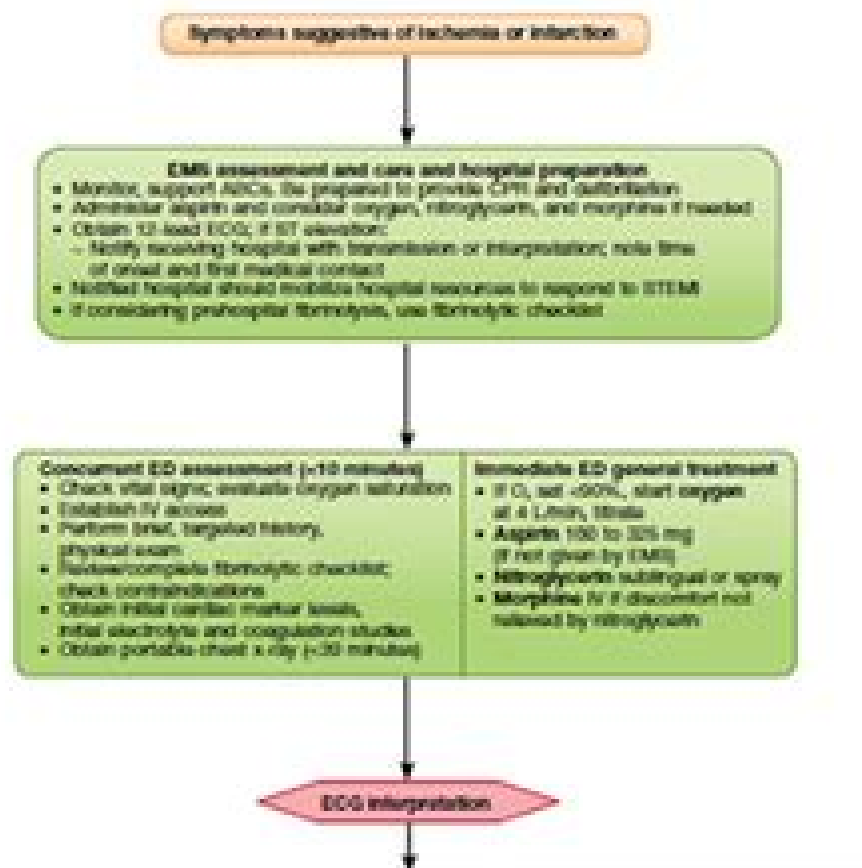 Symptoms suggestive of ischemia or infarction
EMS assessment and care and hospital preparation
• Monitor, support ABCs. Be prepared to provide CPR and defibrillation
• Administer aspirin and consider oxygen, nitroglycerin, and morphine if needed
• Obtain 12-lead ECG; if ST elevation:
– Notify receiving hospital with transmission or interpretation; note time
of onset and first medical contact
• Notified hospital should mobilize hospital resources to respond to STEMI
• If considering prehospital fibrinolysis, use fibrinolytic checklist
Concurrent ED assessment (<10 minutes)
• Check vital signs; evaluate oxygen saturation
• Establish IV access
• Perform brief, targeted history,
physical exam
• Review/complete fibrinolytic checklist;
check contraindications
• Obtain initial cardiac marker levels,
initial electrolyte and coagulation studies
• Obtain portable chest x-ray (<30 minutes)
Immediate ED general treatment
• If O₂ sat <90%, start oxygen
at 4 L/min, titrate
• Aspirin 160 to 325 mg
(if not given by EMS)
• Nitroglycerin sublingual or spray
• Morphine IV if discomfort not
relieved by nitroglycerin
ECG interpretation